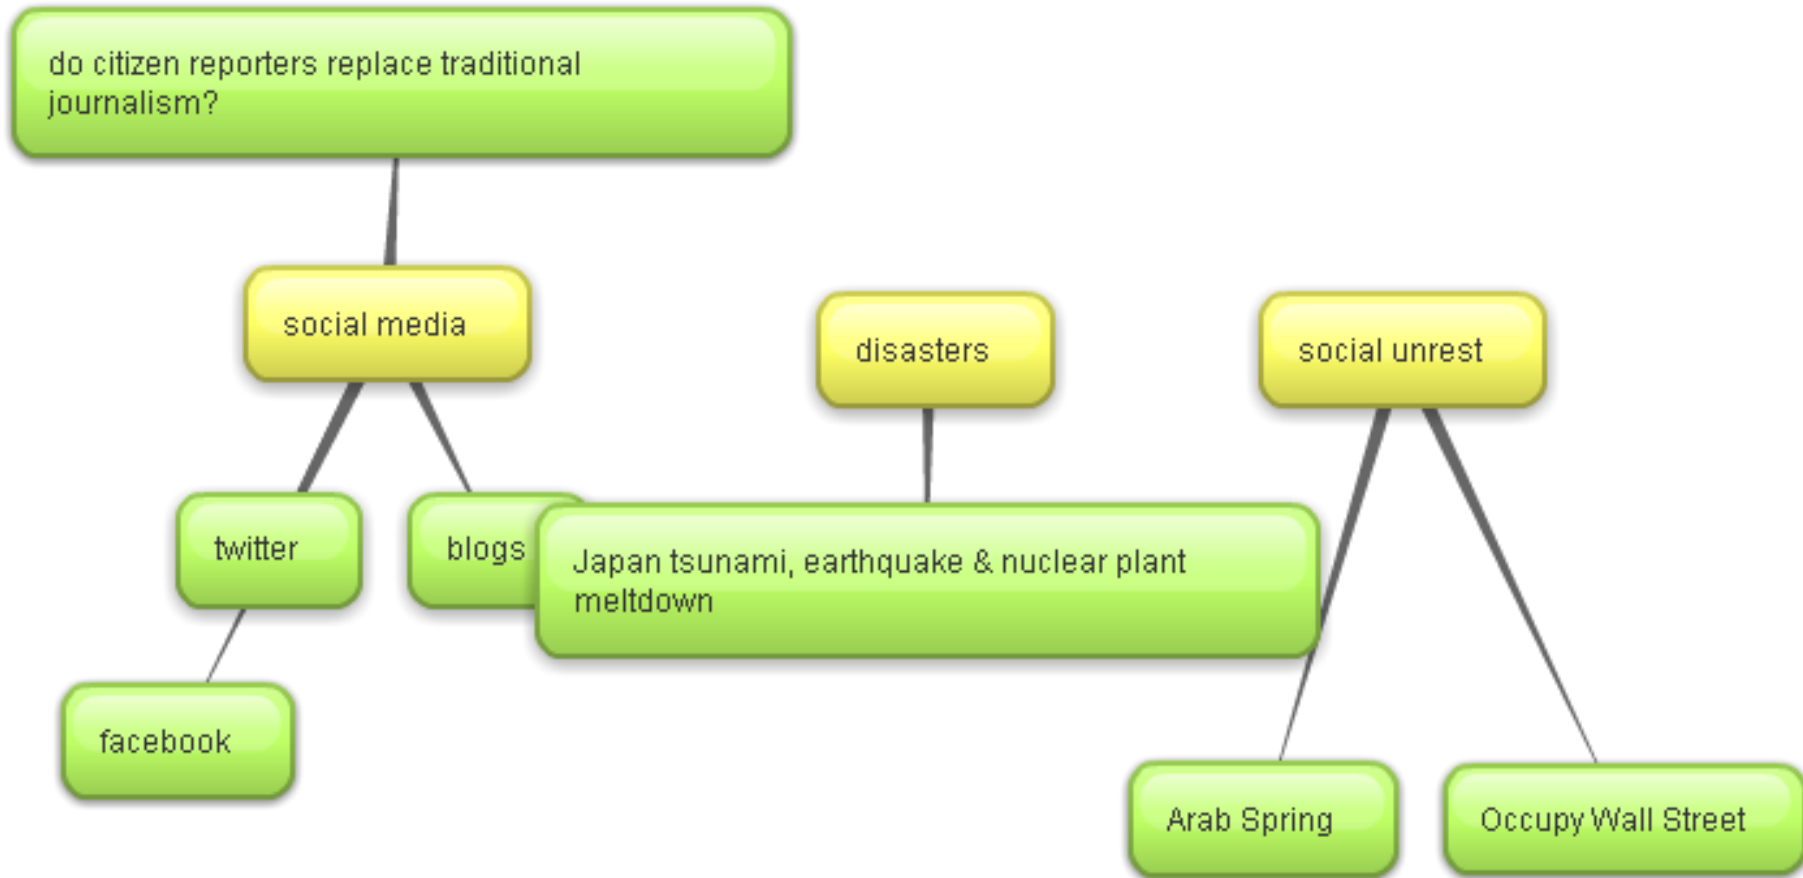 do citizen reporters replace traditional
journalism?
social media
disasters
social unrest
twitter
blogs
Japan tsunami, earthquake & nuclear plant
meltdown
facebook
Arab Spring
Occupy Wall Street